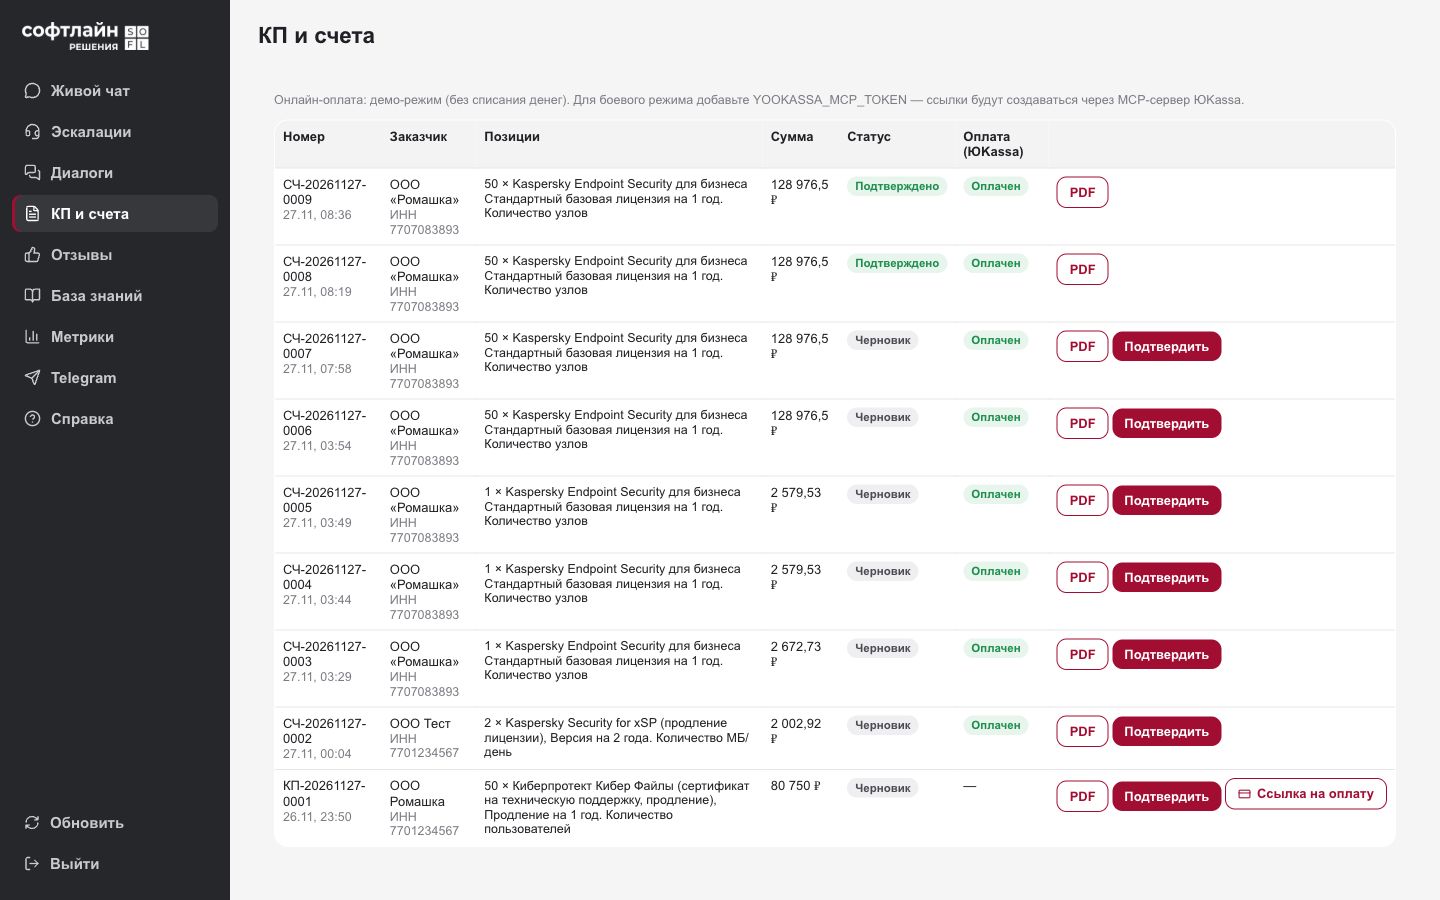 софтлайн
РЕШЕНИЯ
SO
FL
Живой чат
Эскалации
Диалоги
КП и счета
Отзывы
База знаний
Метрики
Telegram
Справка
Обновить
Выйти
КП и счета
Онлайн-оплата: демо-режим (без списания денег). Для боевого режима добавьте YOOKASSA_MCP_TOKEN — ссылки будут создаваться через MCP-сервер ЮKassa.
Номер Заказчик Позиции Сумма Статус Оплата
(ЮKassa)
СЧ-20261127- ООО 50 × Kaspersky Endpoint Security для бизнеса 128 976,5 Подтверждено Оплачен PDF
0009 «Ромашка» Стандартный базовая лицензия на 1 год. ₽
27.11, 08:36 ИНН Количество узлов
7707083893
СЧ-20261127- ООО 50 × Kaspersky Endpoint Security для бизнеса 128 976,5 Подтверждено Оплачен PDF
0008 «Ромашка» Стандартный базовая лицензия на 1 год. ₽
27.11, 08:19 ИНН Количество узлов
7707083893
СЧ-20261127- ООО 50 × Kaspersky Endpoint Security для бизнеса 128 976,5 Черновик Оплачен PDF Подтвердить
0007 «Ромашка» Стандартный базовая лицензия на 1 год. ₽
27.11, 07:58 ИНН Количество узлов
7707083893
СЧ-20261127- ООО 50 × Kaspersky Endpoint Security для бизнеса 128 976,5 Черновик Оплачен PDF Подтвердить
0006 «Ромашка» Стандартный базовая лицензия на 1 год. ₽
27.11, 03:54 ИНН Количество узлов
7707083893
СЧ-20261127- ООО 1 × Kaspersky Endpoint Security для бизнеса 2 579,53 Черновик Оплачен PDF Подтвердить
0005 «Ромашка» Стандартный базовая лицензия на 1 год. ₽
27.11, 03:49 ИНН Количество узлов
7707083893
СЧ-20261127- ООО 1 × Kaspersky Endpoint Security для бизнеса 2 579,53 Черновик Оплачен PDF Подтвердить
0004 «Ромашка» Стандартный базовая лицензия на 1 год. ₽
27.11, 03:44 ИНН Количество узлов
7707083893
СЧ-20261127- ООО 1 × Kaspersky Endpoint Security для бизнеса 2 672,73 Черновик Оплачен PDF Подтвердить
0003 «Ромашка» Стандартный базовая лицензия на 1 год. ₽
27.11, 03:29 ИНН Количество узлов
7707083893
СЧ-20261127- ООО Тест 2 × Kaspersky Security for xSP (продление 2 002,92 Черновик Оплачен PDF Подтвердить
0002 ИНН лицензии), Версия на 2 года. Количество МБ/ ₽
27.11, 00:04 7701234567 день
КП-20261127- ООО 50 × Киберпротект Кибер Файлы (сертификат 80 750 ₽ Черновик — PDF Подтвердить Ссылка на оплату
0001 Ромашка на техническую поддержку, продление),
26.11, 23:50 ИНН Продление на 1 год. Количество
7701234567 пользователей